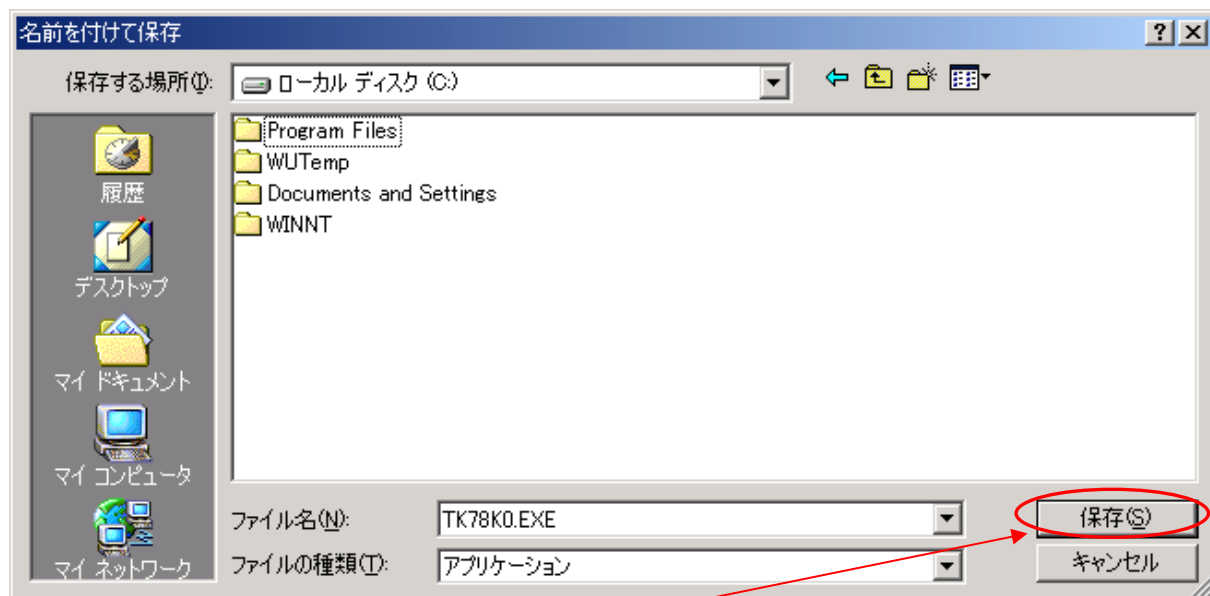 名前を付けて保存
保存する場所(I):
ローカル ディスク (C:)
履歴
デスクトップ
マイ ドキュメント
マイ コンピュータ
マイ ネットワーク
Program Files
WUTemp
Documents and Settings
WINNT
ファイル名(N):
TK78K0.EXE
保存(S)
ファイルの種類(T):
アプリケーション
キャンセル